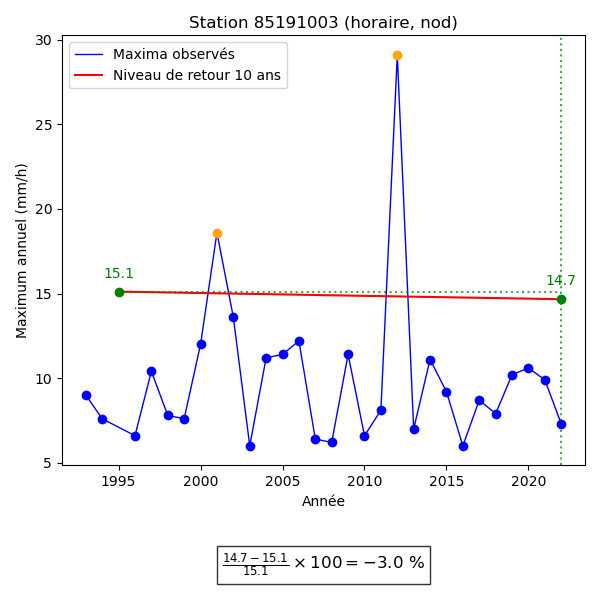 Station 85191003 (horaire, nod)
Maxima observés
Niveau de retour 10 ans
Maximum annuel (mm/h)
30
25
20
15
10
5
15.1
14.7
1995 2000 2005 2010 2015 2020
Année
14.7 − 15.1 / 15.1 × 100 = −3.0 %